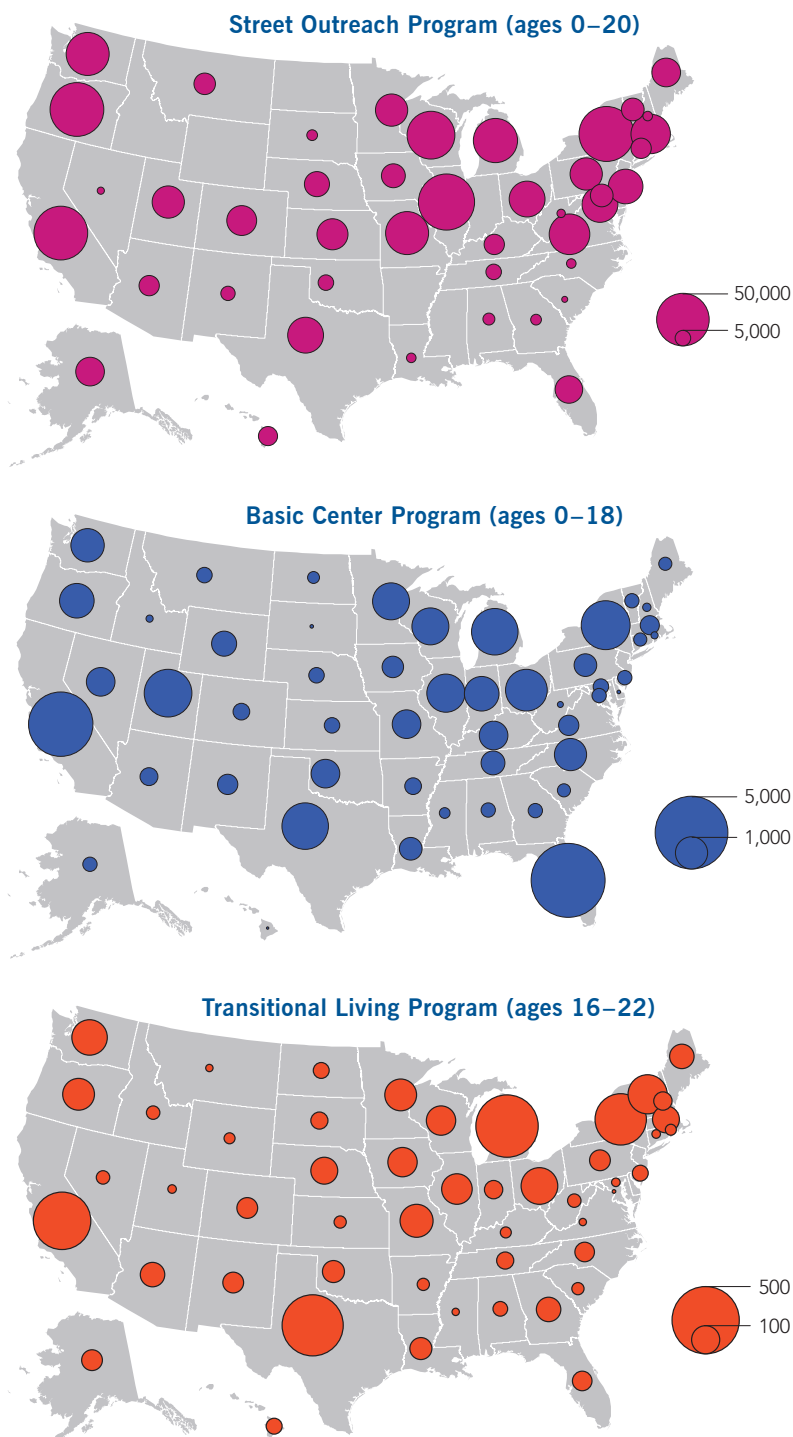 Street Outreach Program (ages 0–20)
50,000
5,000
Basic Center Program (ages 0–18)
5,000
1,000
Transitional Living Program (ages 16–22)
500
100